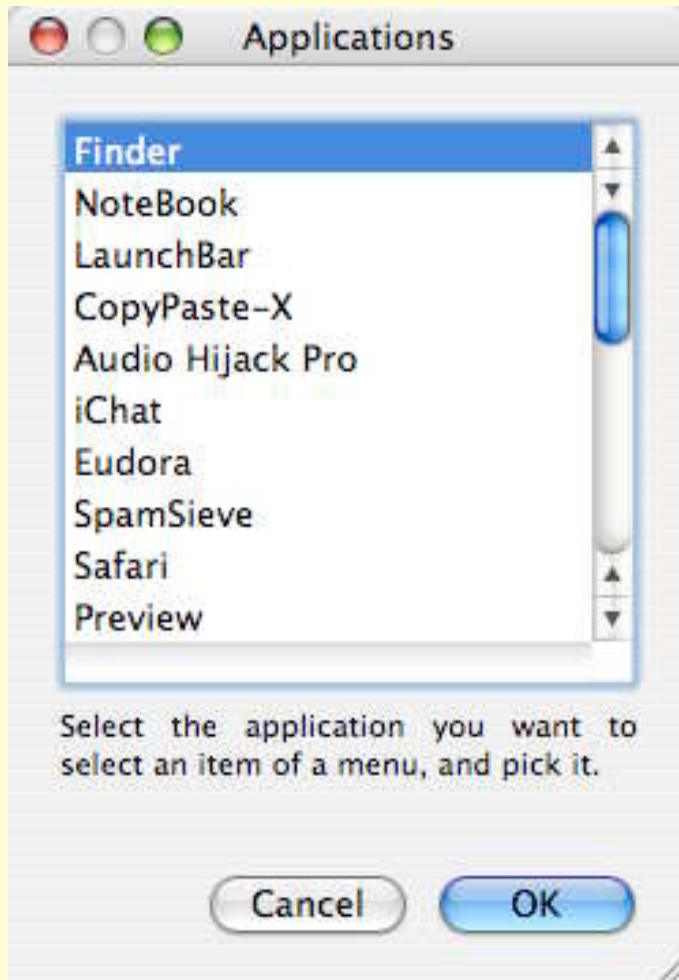 Applications
Finder
NoteBook
LaunchBar
CopyPaste-X
Audio Hijack Pro
iChat
Eudora
SpamSieve
Safari
Preview
Select the application you want to
select an item of a menu, and pick it.
Cancel OK